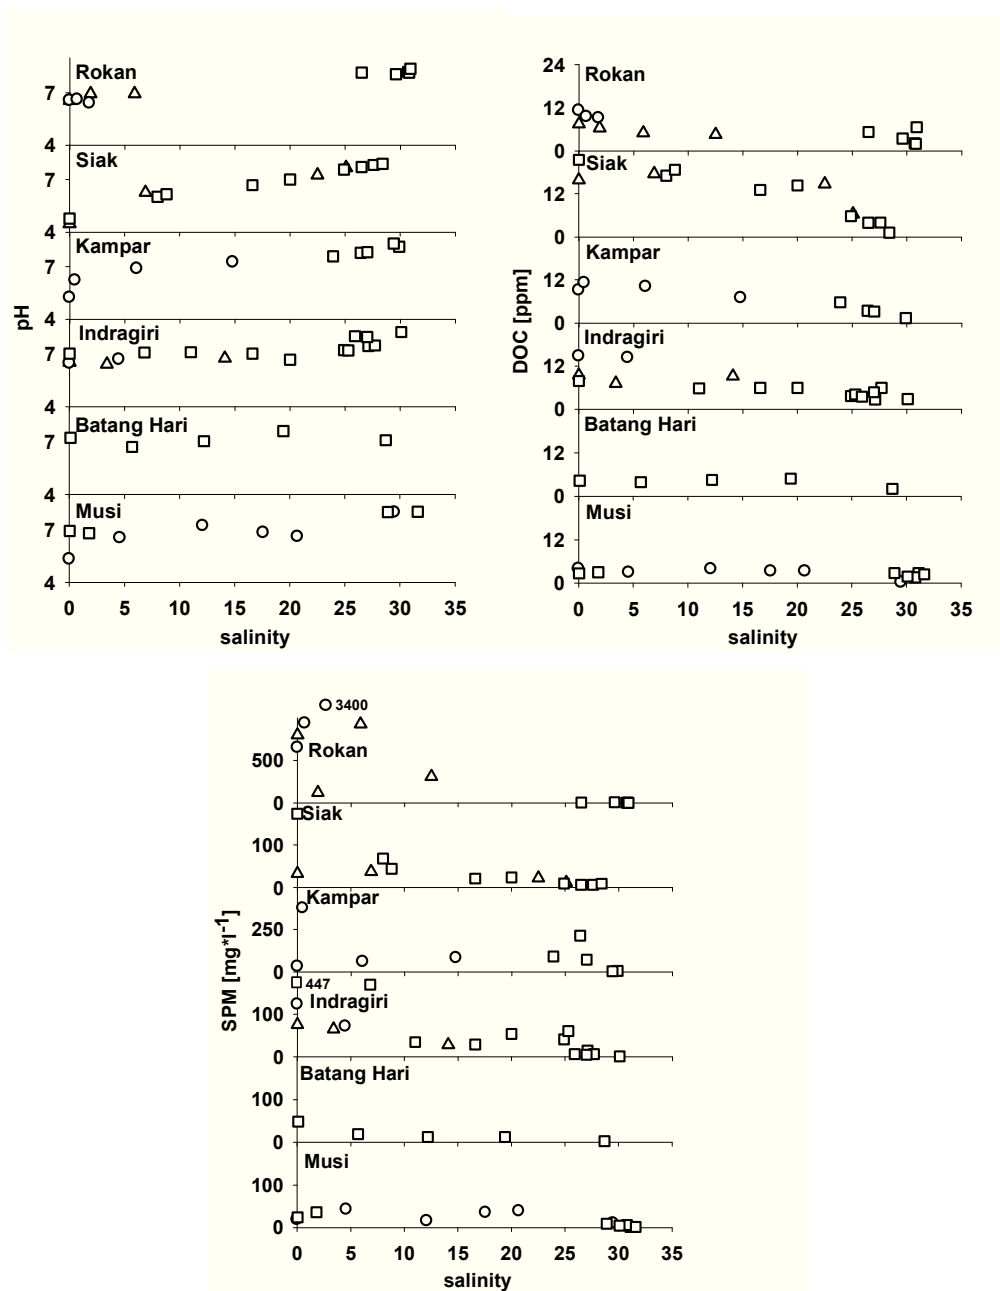 Rokan
7
4
Siak
7
4
Kampar
7
4
Indragiri
7
4
Batang Hari
7
4
Musi
7
4
pH
0 5 10 15 20 25 30 35
salinity
24
Rokan
12
0
Siak
12
0
Kampar
12
0
Indragiri
12
0
Batang Hari
12
0
Musi
12
0
DOC [ppm]
0 5 10 15 20 25 30 35
salinity
3400
Rokan
500
0
Siak
100
0
Kampar
250
0
447
Indragiri
100
0
Batang Hari
100
0
Musi
100
0
SPM [mg*l-1]
0 5 10 15 20 25 30 35
salinity